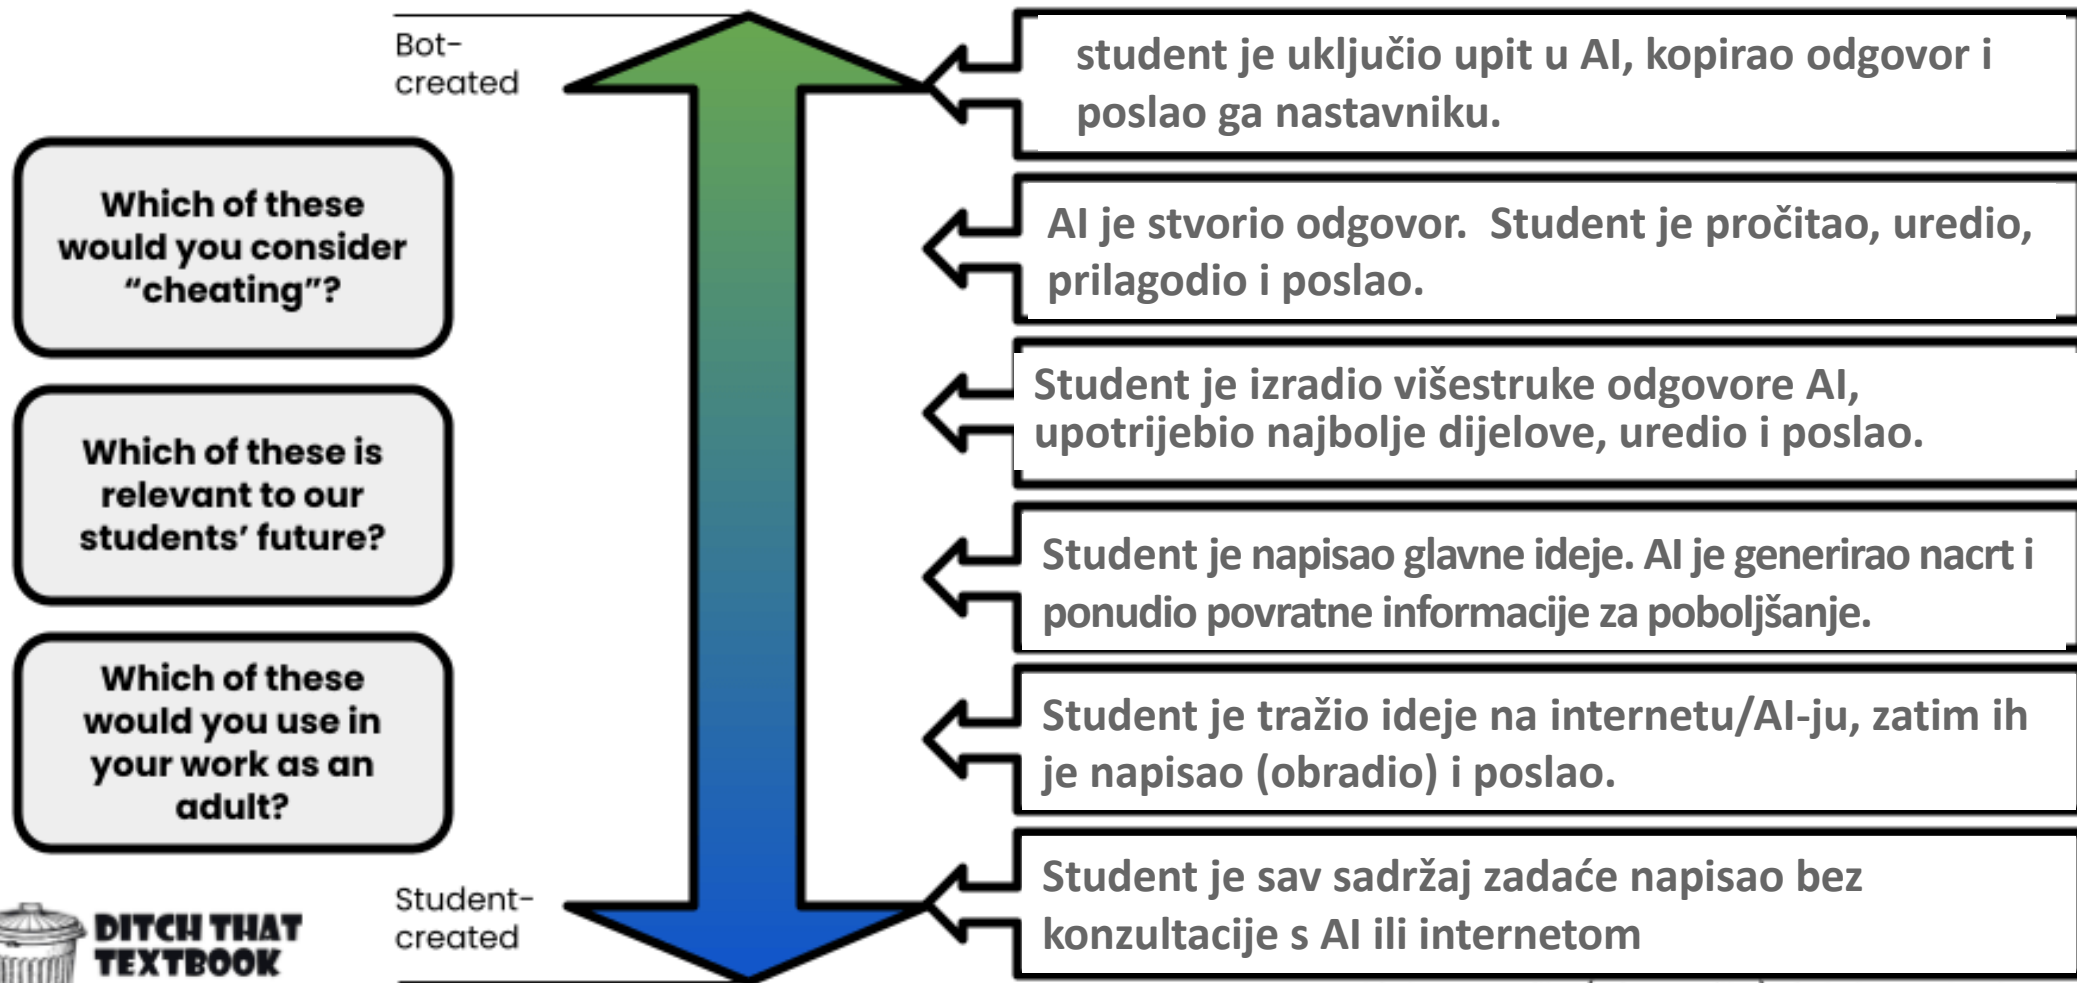 Bot-
created
Which of these
would you consider
“cheating”?
Which of these is
relevant to our
students’ future?
Which of these
would you use in
your work as an
adult?
Student-
created
DITCH THAT
TEXTBOOK
student je uključio upit u AI, kopirao odgovor i
poslao ga nastavniku.
AI je stvorio odgovor.  Student je pročitao, uredio,
prilagodio i poslao.
Student je izradio višestruke odgovore AI,
upotrijebio najbolje dijelove, uredio i poslao.
Student je napisao glavne ideje. AI je generirao nacrt i
ponudio povratne informacije za poboljšanje.
Student je tražio ideje na internetu/AI-ju, zatim ih
je napisao (obradio) i poslao.
Student je sav sadržaj zadaće napisao bez
konzultacije s AI ili internetom